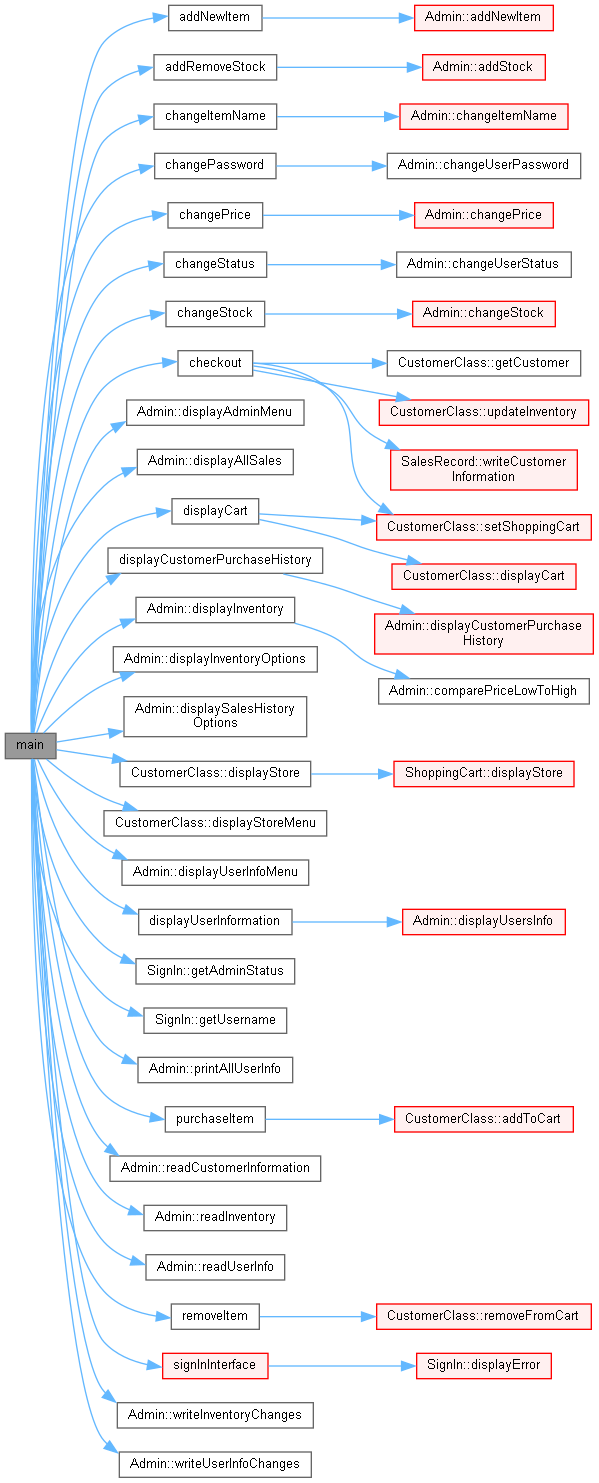 addNewItem
Admin::addNewItem
addRemoveStock
Admin::addStock
changeItemName
Admin::changeItemName
changePassword
Admin::changeUserPassword
changePrice
Admin::changePrice
changeStatus
Admin::changeUserStatus
changeStock
Admin::changeStock
checkout
CustomerClass::getCustomer
Admin::displayAdminMenu
CustomerClass::updateInventory
Admin::displayAllSales
SalesRecord::writeCustomer
Information
displayCart
CustomerClass::setShoppingCart
displayCustomerPurchaseHistory
CustomerClass::displayCart
Admin::displayInventory
Admin::displayCustomerPurchase
History
Admin::displayInventoryOptions
Admin::comparePriceLowToHigh
Admin::displaySalesHistory
Options
main
CustomerClass::displayStore
ShoppingCart::displayStore
CustomerClass::displayStoreMenu
Admin::displayUserInfoMenu
displayUserInformation
Admin::displayUsersInfo
SignIn::getAdminStatus
SignIn::getUsername
Admin::printAllUserInfo
purchaseItem
CustomerClass::addToCart
Admin::readCustomerInformation
Admin::readInventory
Admin::readUserInfo
removeItem
CustomerClass::removeFromCart
signInInterface
SignIn::displayError
Admin::writeInventoryChanges
Admin::writeUserInfoChanges